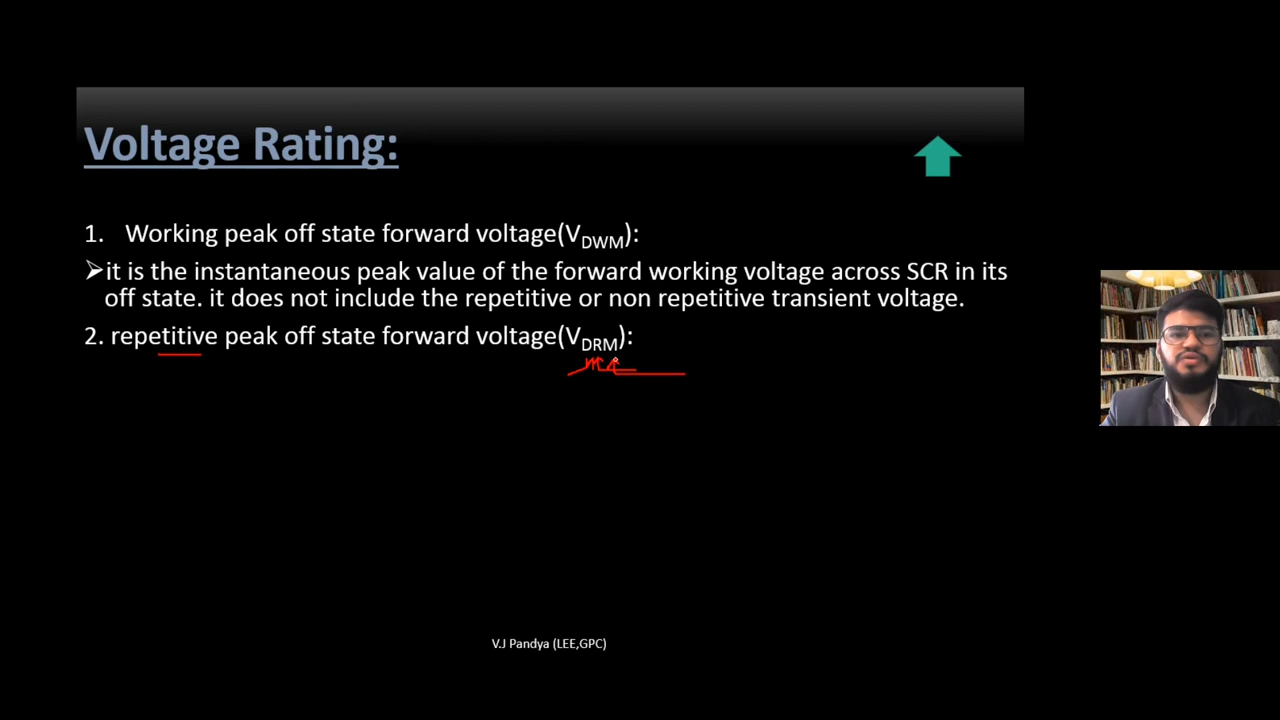 Voltage Rating:
1. Working peak off state forward voltage(VDWM):
➢it is the instantaneous peak value of the forward working voltage across SCR in its
off state. it does not include the repetitive or non repetitive transient voltage.
2. repetitive peak off state forward voltage(VDRM):
V.J Pandya (LEE,GPC)